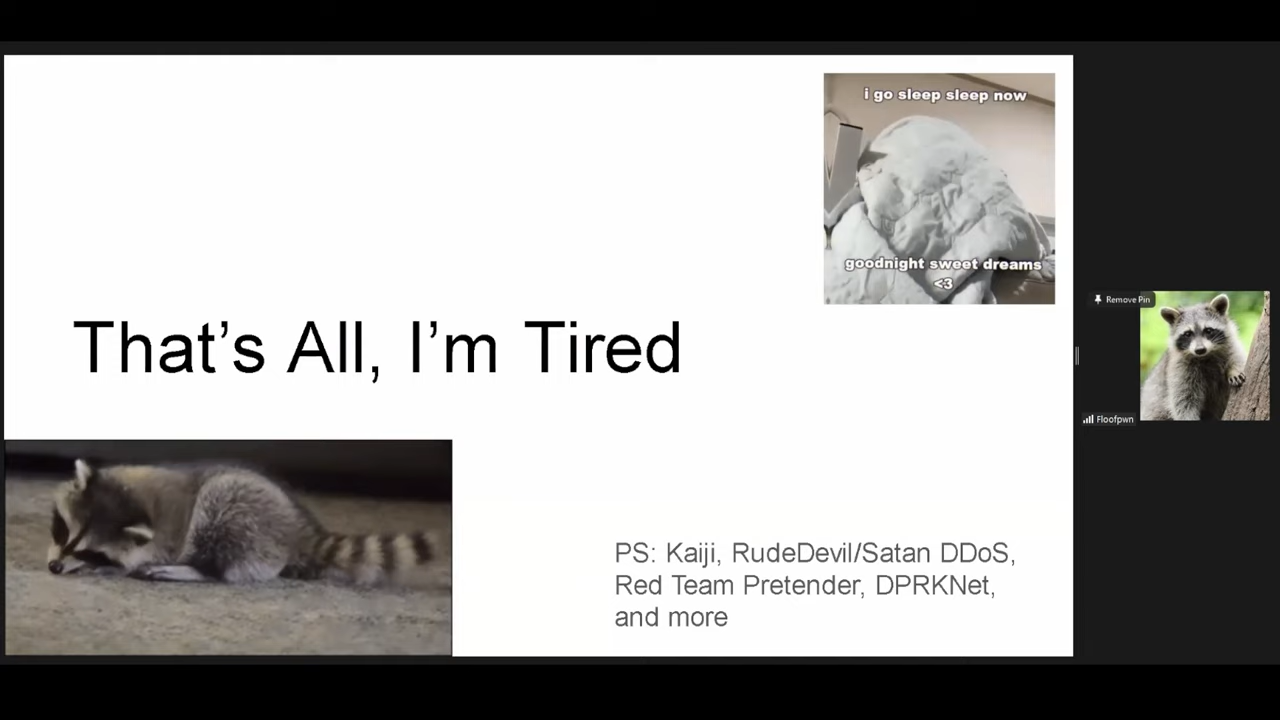 i go sleep sleep now
goodnight sweet dreams
<3
That's All, I'm Tired
Remove Pin
Floofpwn
PS: Kaiji, RudeDevil/Satan DDoS,
Red Team Pretender, DPRKNet,
and more